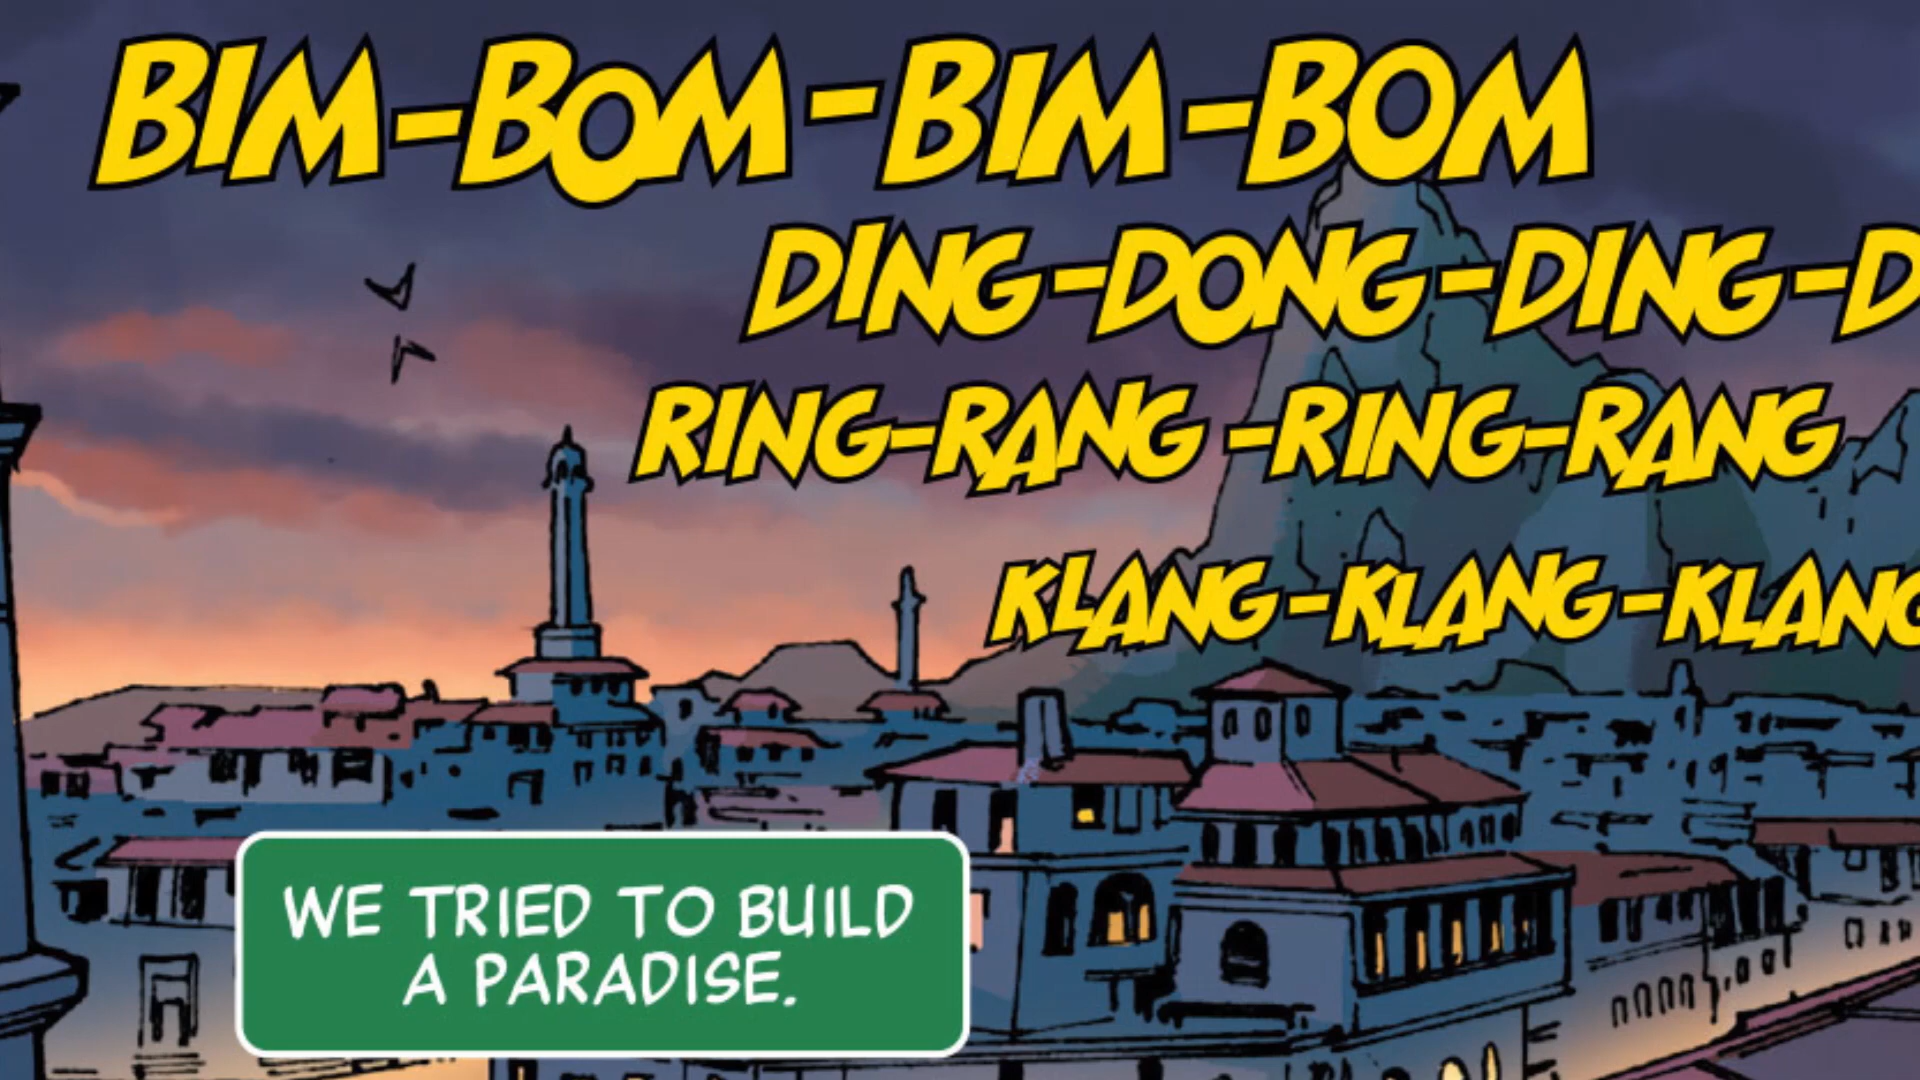 BIM-BOM-BIM-BOM
DING-DONG-DING-D
RING-RANG-RING-RANG
KLANG-KLANG-KLANG
WE TRIED TO BUILD
A PARADISE.